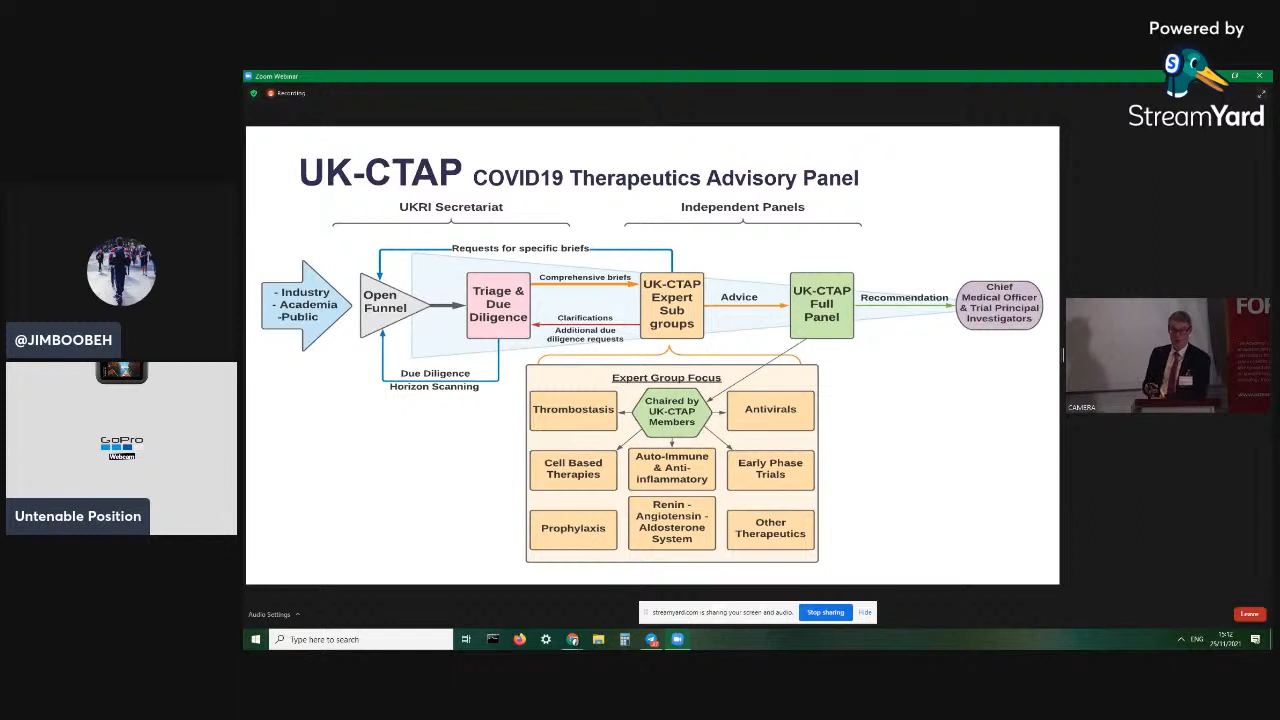 Powered by
StreamYard
Zoom Webinar
Recording
UK-CTAP COVID19 Therapeutics Advisory Panel
UKRI Secretariat
Independent Panels
- Industry
- Academia
-Public
Open
Funnel
Requests for specific briefs
Triage &
Due
Diligence
Comprehensive briefs
Clarifications
Additional due
diligence requests
UK-CTAP
Expert
Sub
groups
Advice
UK-CTAP
Full
Panel
Recommendation
Chief
Medical Officer
& Trial Principal
Investigators
Due Diligence
Horizon Scanning
Expert Group Focus
Thrombostasis
Chaired by
UK-CTAP
Members
Antivirals
Cell Based
Therapies
Auto-Immune
& Anti-
inflammatory
Early Phase
Trials
Prophylaxis
Renin -
Angiotensin -
Aldosterone
System
Other
Therapeutics
@JIMBOOBEH
GoPro
Webcam
Untenable Position
FOR
CAMERA
Audio Settings
streamyard.com is sharing your screen and audio.
Stop sharing
Hide
Leave
Type here to search
ENG
15:12
25/11/2021